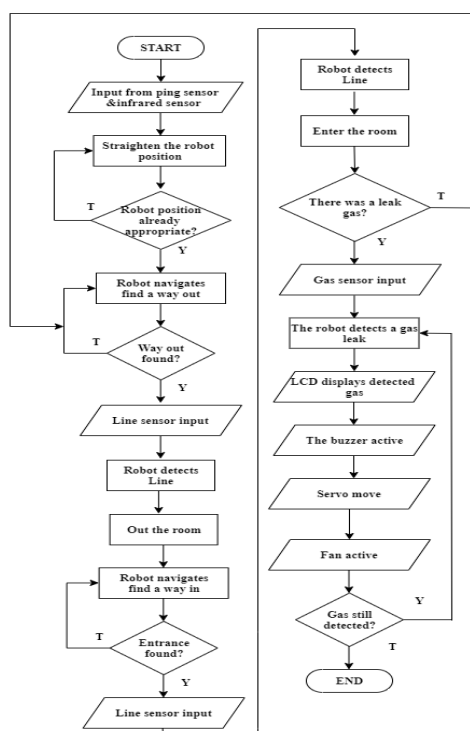 START
Input from ping sensor
&infrared sensor
Straighten the robot
position
T
Robot position
already
appropriate?
Y
Robot navigates
find a way out
T
Way out
found?
Y
Line sensor input
Robot detects
Line
Out the room
Robot navigates
find a way in
T
Entrance
found?
Y
Line sensor input
Robot detects
Line
Enter the room
There was a leak
gas?
T
Y
Gas sensor input
The robot detects a gas
leak
LCD displays detected
gas
The buzzer active
Servo move
Fan active
Gas still
detected?
Y
T
END